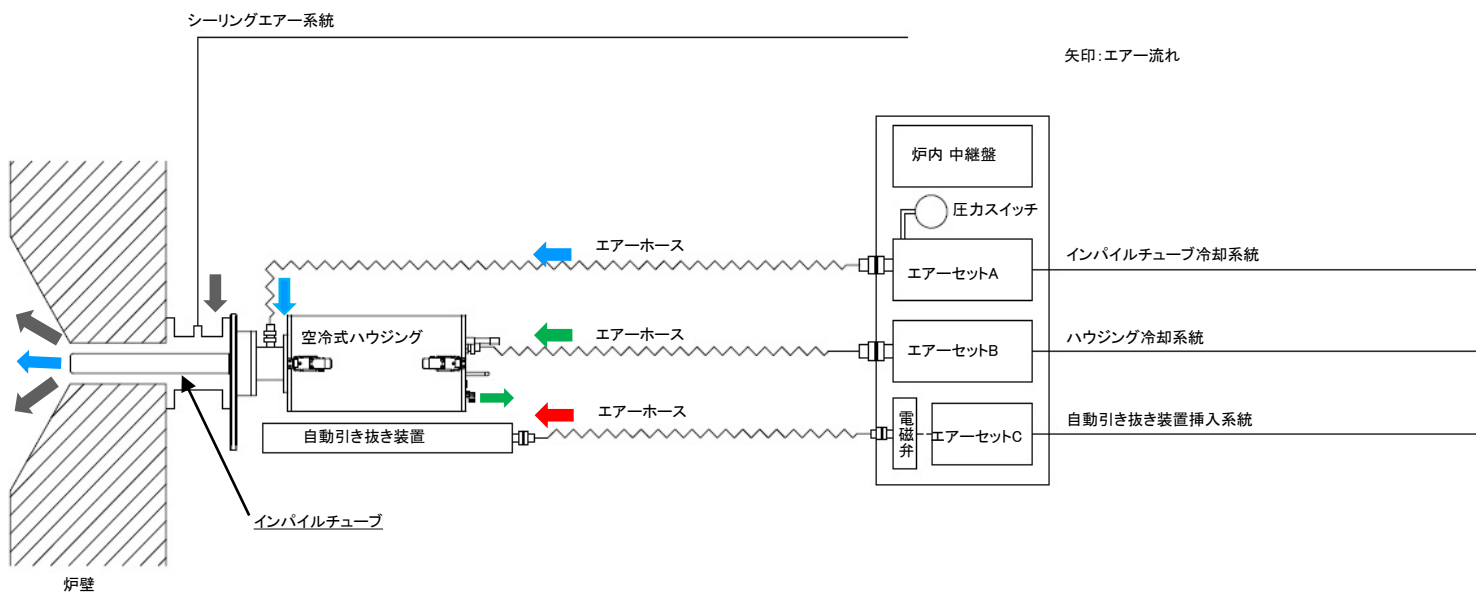 シーリングエアー系統
矢印:エアー流れ
炉内 中継盤
圧力スイッチ
エアーホース
エアーセットA
インパイルチューブ冷却系統
空冷式ハウジング
エアーホース
エアーセットB
ハウジング冷却系統
エアーホース
自動引き抜き装置
電磁弁
エアーセットC
自動引き抜き装置挿入系統
インパイルチューブ
炉壁